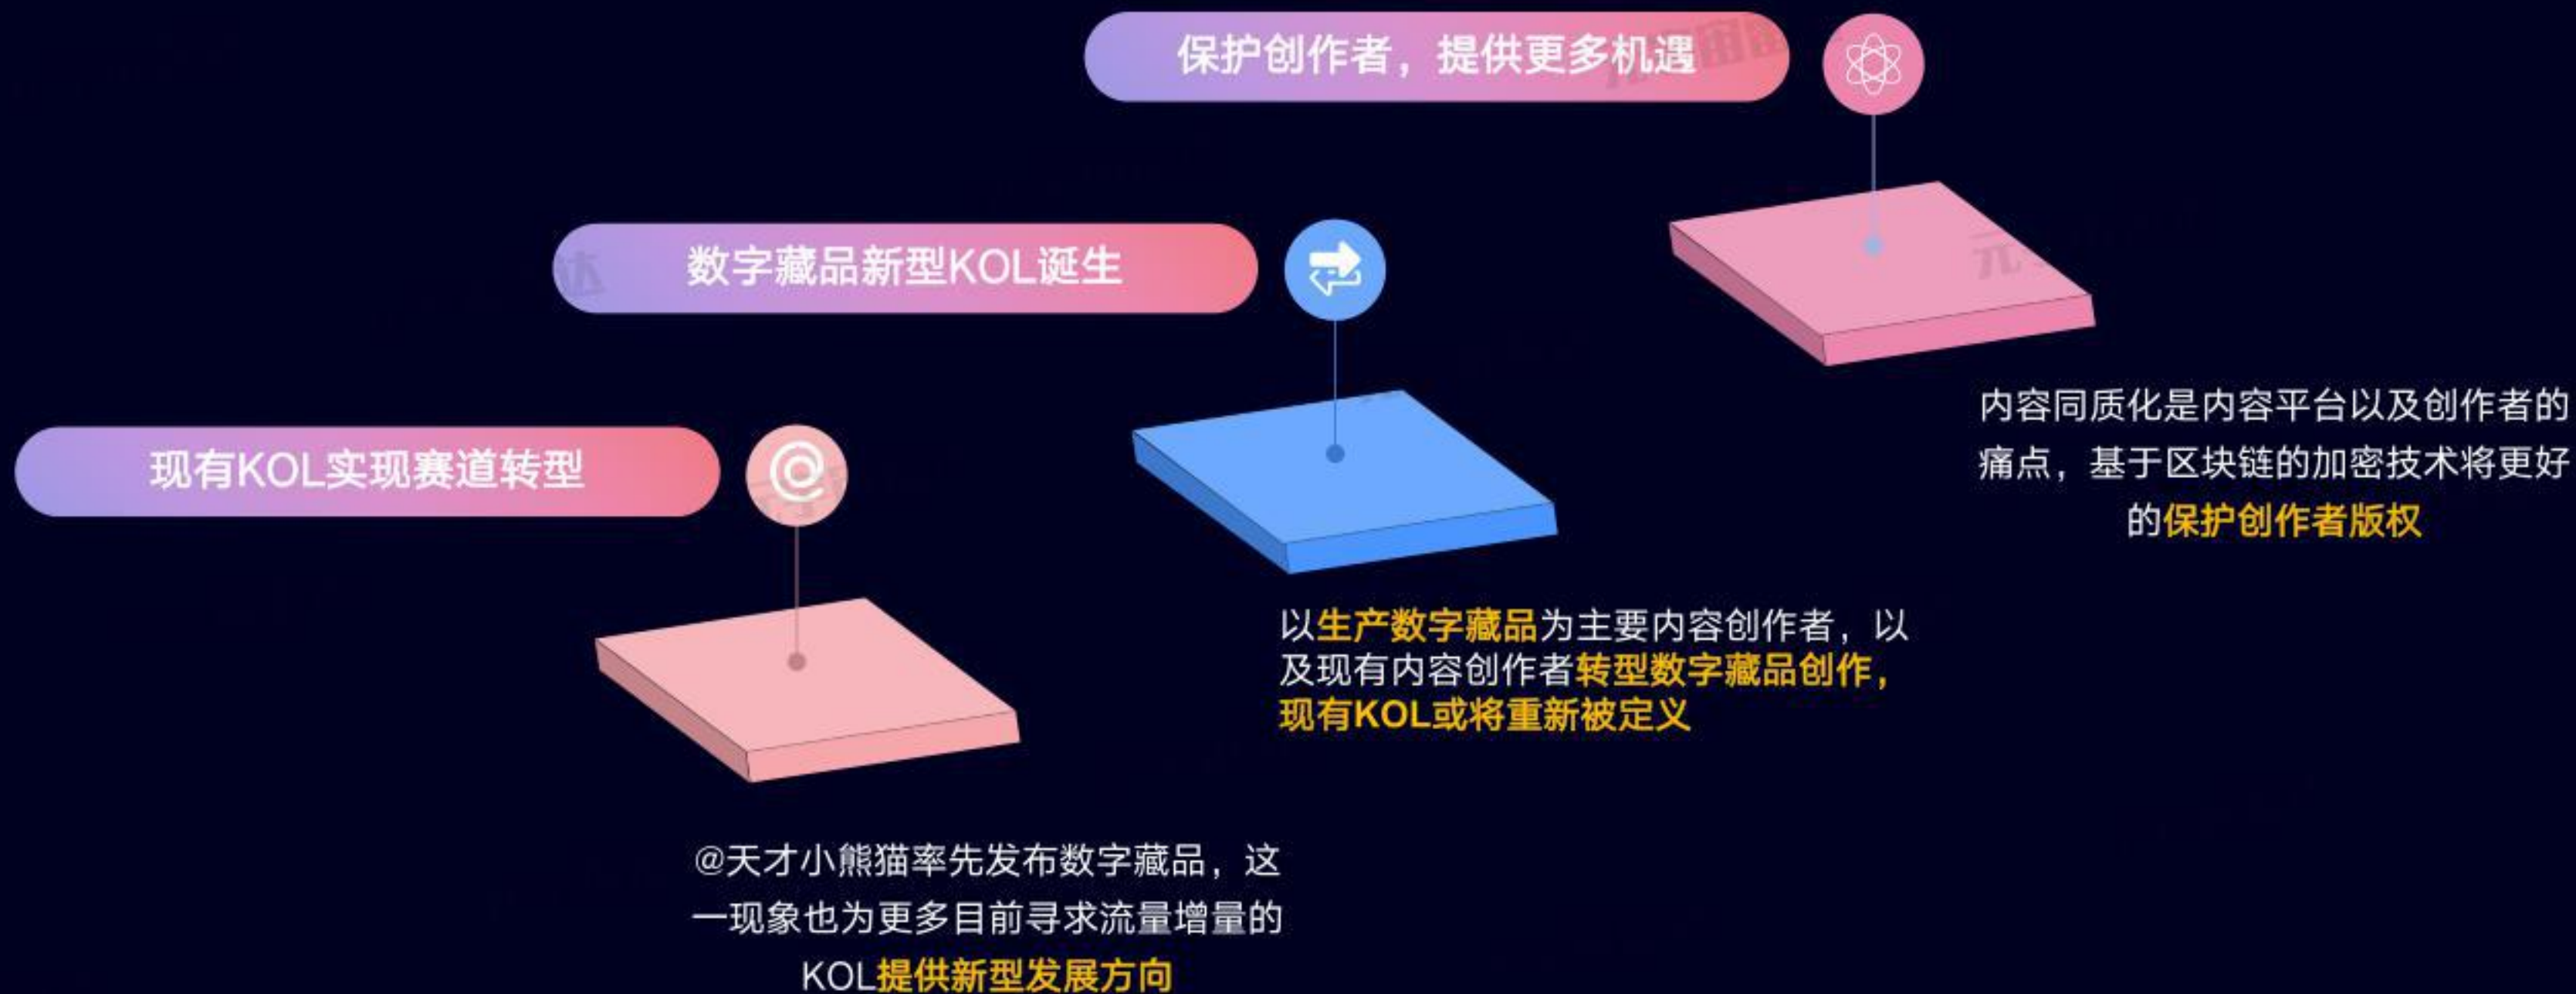 保护创作者，提供更多机遇
数字藏品新型KOL诞生
现有KOL实现赛道转型
内容同质化是内容平台以及创作者的
痛点，基于区块链的加密技术将更好
的保护创作者版权
以生产数字藏品为主要内容创作者，以
及现有内容创作者转型数字藏品创作，
现有KOL或将重新被定义
@天才小熊猫率先发布数字藏品，这
一现象也为更多目前寻求流量增量的
KOL提供新型发展方向